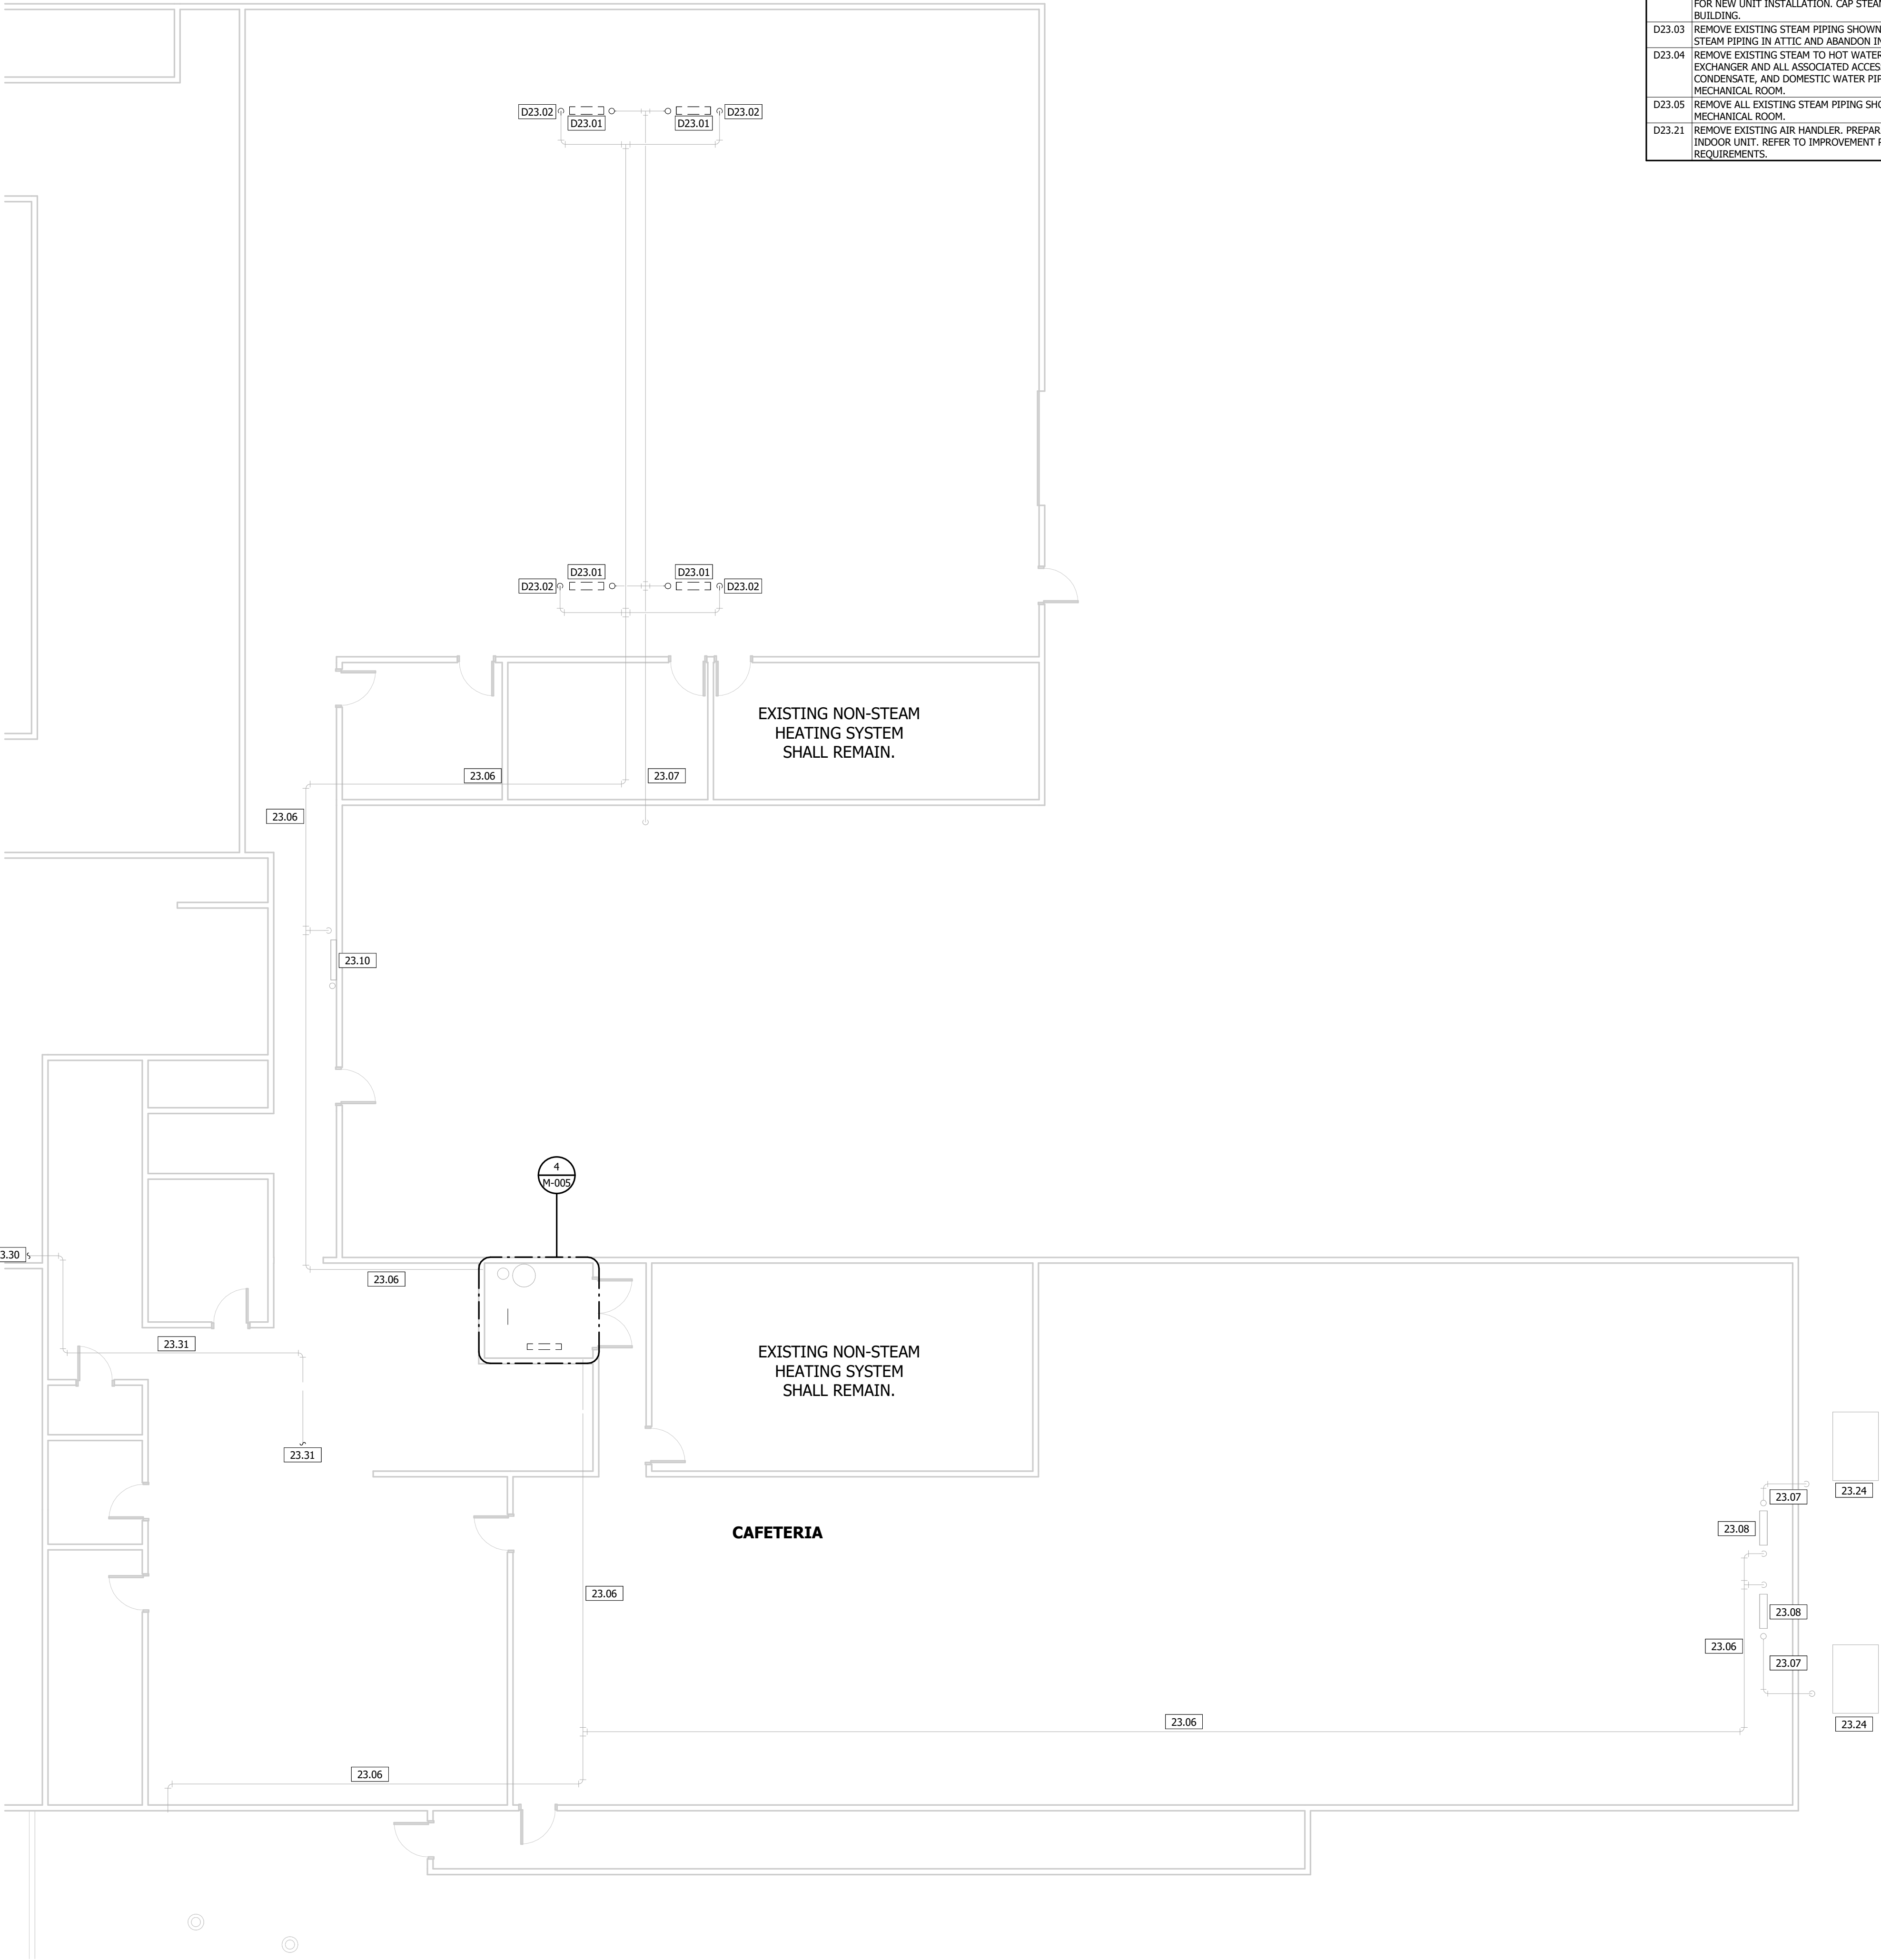 FOR NEW UNIT INSTALLATION. CAP STEAM
BUILDING.
D23.03 REMOVE EXISTING STEAM PIPING SHOWN
STEAM PIPING IN ATTIC AND ABANDON IN
D23.04 REMOVE EXISTING STEAM TO HOT WATER
EXCHANGER AND ALL ASSOCIATED ACCES
CONDENSATE, AND DOMESTIC WATER PIP
MECHANICAL ROOM.
D23.05 REMOVE ALL EXISTING STEAM PIPING SHO
MECHANICAL ROOM.
D23.21 REMOVE EXISTING AIR HANDLER. PREPAR
INDOOR UNIT. REFER TO IMPROVEMENT P
REQUIREMENTS.
D23.02
D23.01
D23.01
D23.02
D23.01
D23.01
D23.02
D23.02
EXISTING NON-STEAM
HEATING SYSTEM
SHALL REMAIN.
23.06
23.07
23.06
23.10
4
M-005
3.30
23.06
23.31
EXISTING NON-STEAM
HEATING SYSTEM
SHALL REMAIN.
23.31
23.24
23.07
23.08
CAFETERIA
23.06
23.08
23.06
23.07
23.06
23.24
23.06